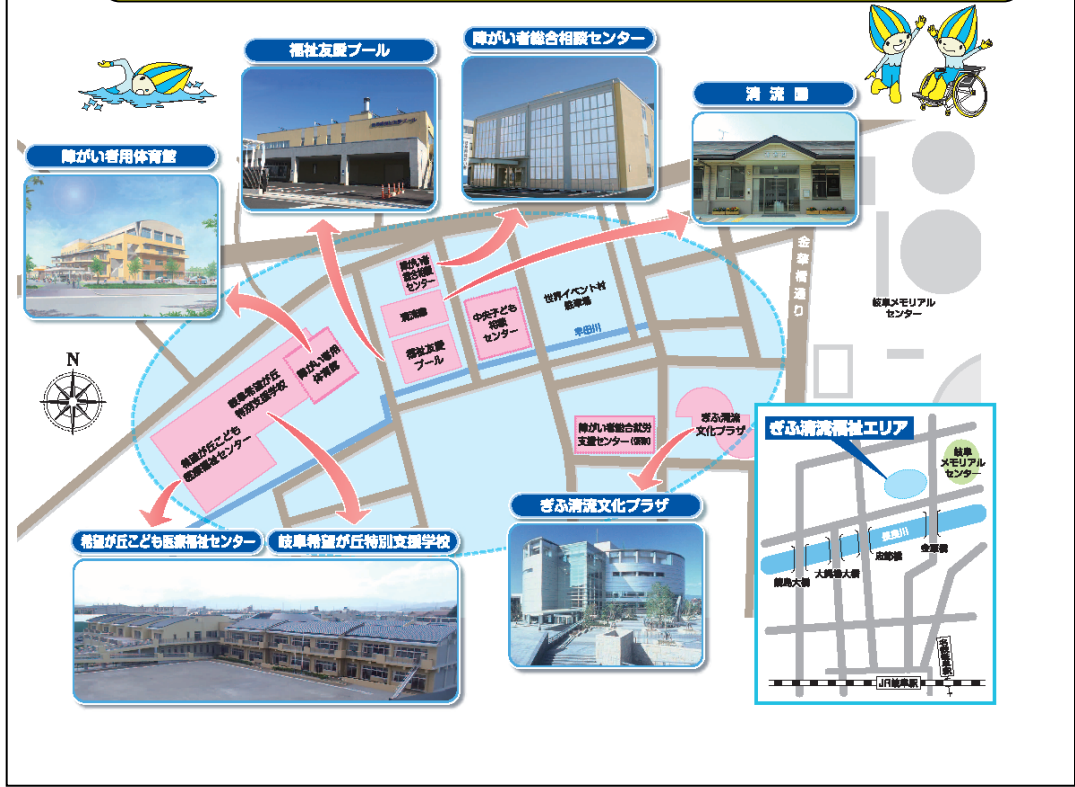 福祉友愛プール
障がい者総合相談センター
清流園
障がい者用体育館
障がい者
総合相談
センター
清流園
福祉友愛
プール
中央子ども
相談
センター
世界イベント村
駐車場
早田川
金華橋通り
岐阜メモリアル
センター
N
障がい者用
体育館
岐阜希望が丘
特別支援学校
希望が丘こども
医療福祉センター
障がい者総合就労
支援センター(仮称)
ぎふ清流
文化プラザ
希望が丘こども医療福祉センター
岐阜希望が丘特別支援学校
ぎふ清流文化プラザ
ぎふ清流福祉エリア
岐阜
メモリアル
センター
長良川
金華橋
忠節橋
大縄場大橋
鏡島大橋
JR岐阜駅